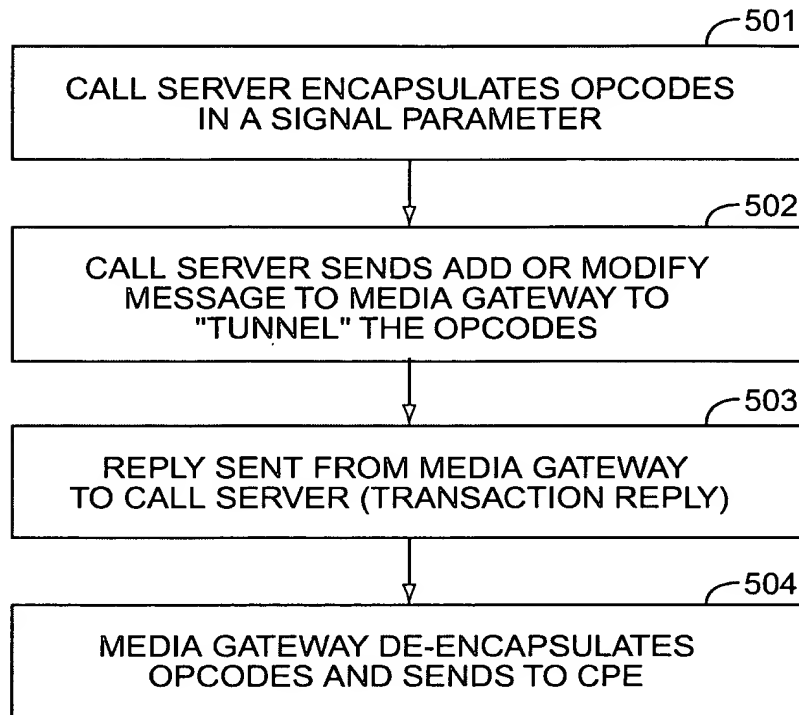 501
CALL SERVER ENCAPSULATES OPCODES
IN A SIGNAL PARAMETER
502
CALL SERVER SENDS ADD OR MODIFY
MESSAGE TO MEDIA GATEWAY TO
"TUNNEL" THE OPCODES
503
REPLY SENT FROM MEDIA GATEWAY
TO CALL SERVER (TRANSACTION REPLY)
504
MEDIA GATEWAY DE-ENCAPSULATES
OPCODES AND SENDS TO CPE